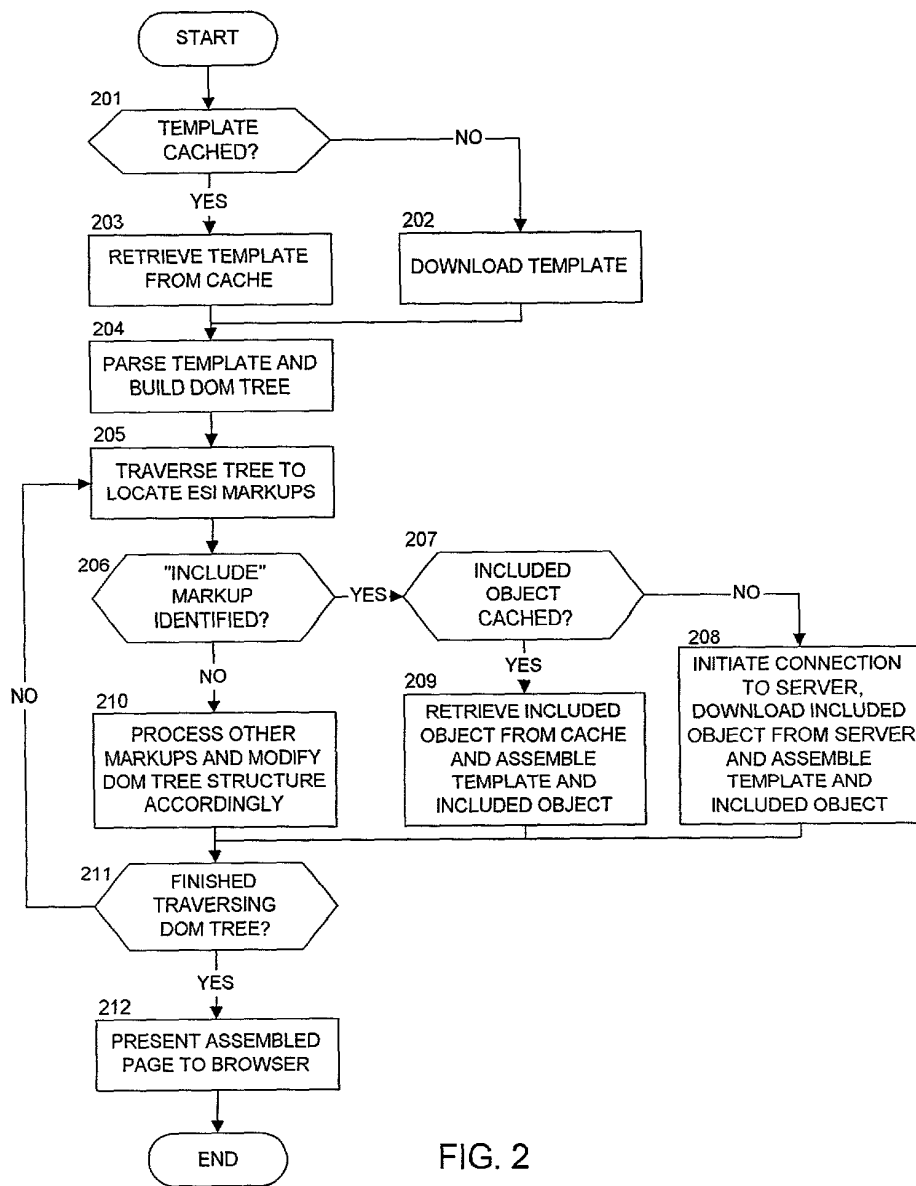 START
201
TEMPLATE
CACHED?
NO
YES
203
RETRIEVE TEMPLATE
FROM CACHE
202
DOWNLOAD TEMPLATE
204
PARSE TEMPLATE AND
BUILD DOM TREE
205
TRAVERSE TREE TO
LOCATE ESI MARKUPS
206
"INCLUDE"
MARKUP
IDENTIFIED?
YES
207
INCLUDED
OBJECT
CACHED?
NO
NO
NO
YES
208
INITIATE CONNECTION
TO SERVER,
DOWNLOAD INCLUDED
OBJECT FROM SERVER
AND ASSEMBLE
TEMPLATE AND
INCLUDED OBJECT
210
PROCESS OTHER
MARKUPS AND MODIFY
DOM TREE STRUCTURE
ACCORDINGLY
209
RETRIEVE INCLUDED
OBJECT FROM CACHE
AND ASSEMBLE
TEMPLATE AND
INCLUDED OBJECT
211
FINISHED
TRAVERSING
DOM TREE?
YES
212
PRESENT ASSEMBLED
PAGE TO BROWSER
END
FIG. 2